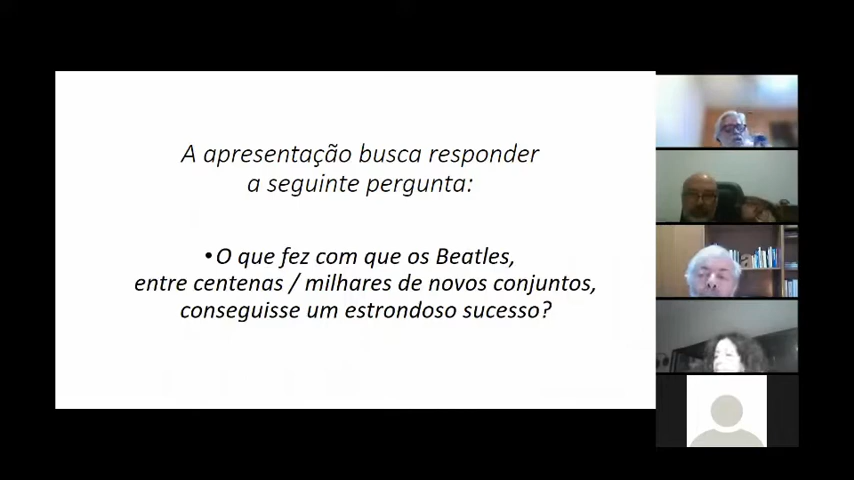 A apresentação busca responder
a seguinte pergunta:
•O que fez com que os Beatles,
entre centenas / milhares de novos conjuntos,
conseguisse um estrondoso sucesso?